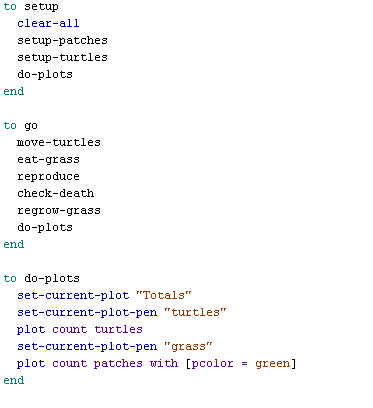 to setup
  clear-all
  setup-patches
  setup-turtles
  do-plots
end

to go
  move-turtles
  eat-grass
  reproduce
  check-death
  regrow-grass
  do-plots
end

to do-plots
  set-current-plot "Totals"
  set-current-plot-pen "turtles"
  plot count turtles
  set-current-plot-pen "grass"
  plot count patches with [pcolor = green]
end